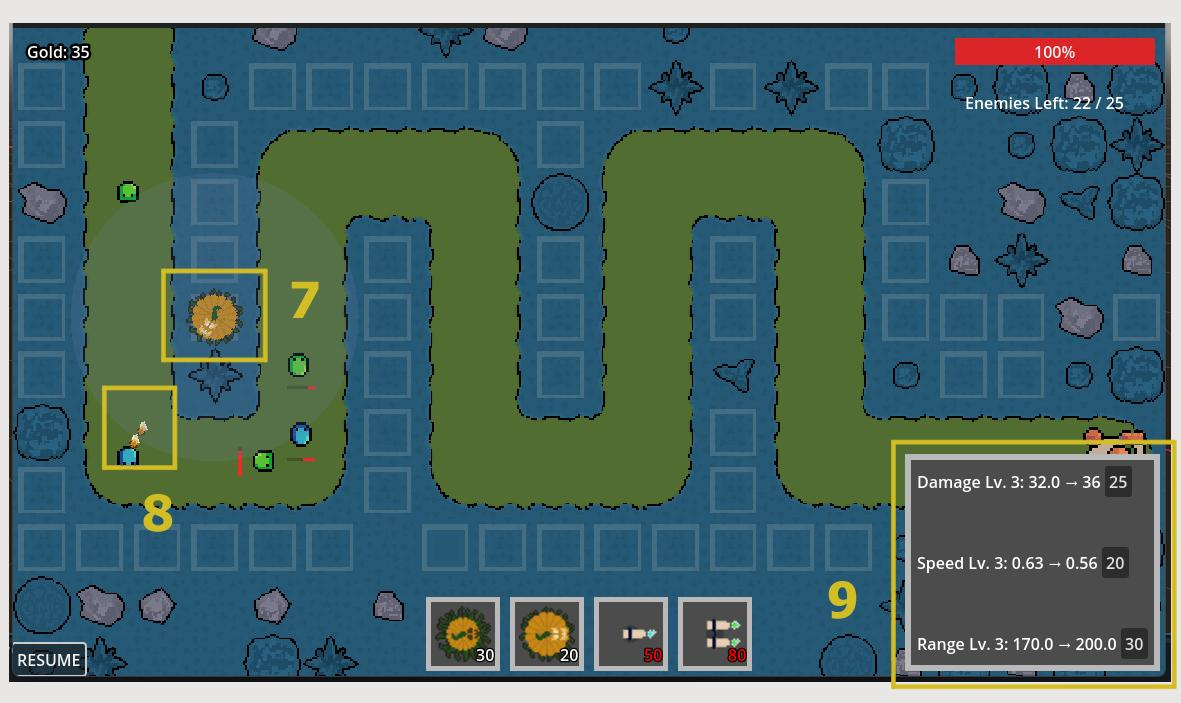 Gold: 35
100%
Enemies Left: 22 / 25
7
8
9
Damage Lv. 3: 32.0 → 36 25
Speed Lv. 3: 0.63 → 0.56 20
Range Lv. 3: 170.0 → 200.0 30
30
20
50
80
RESUME